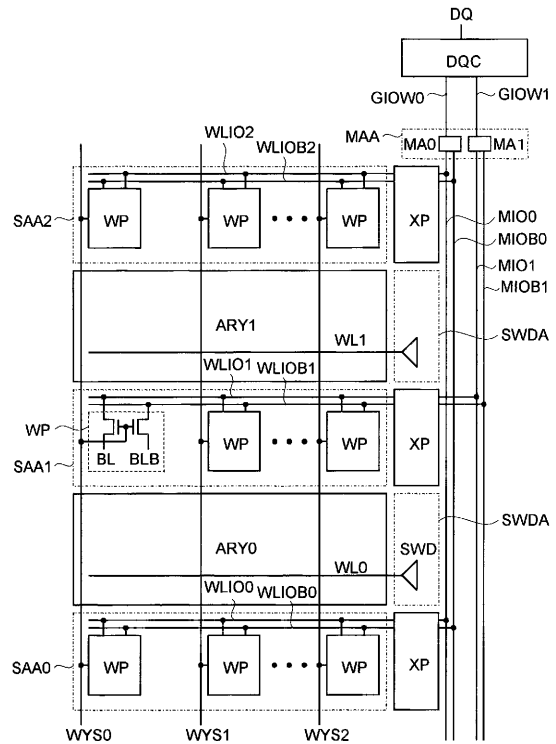 DQ
DQC
GIOW0
GIOW1
MAA
MA0
MA1
WLIO2
WLIOB2
SAA2
WP
WP
WP
XP
MIO0
MIOB0
MIO1
MIOB1
ARY1
WL1
SWDA
WLIO1
WLIOB1
WP
BL
BLB
WP
WP
XP
SAA1
SWDA
ARY0
SWD
WL0
WLIO0
WLIOB0
SAA0
WP
WP
WP
XP
WYS0
WYS1
WYS2